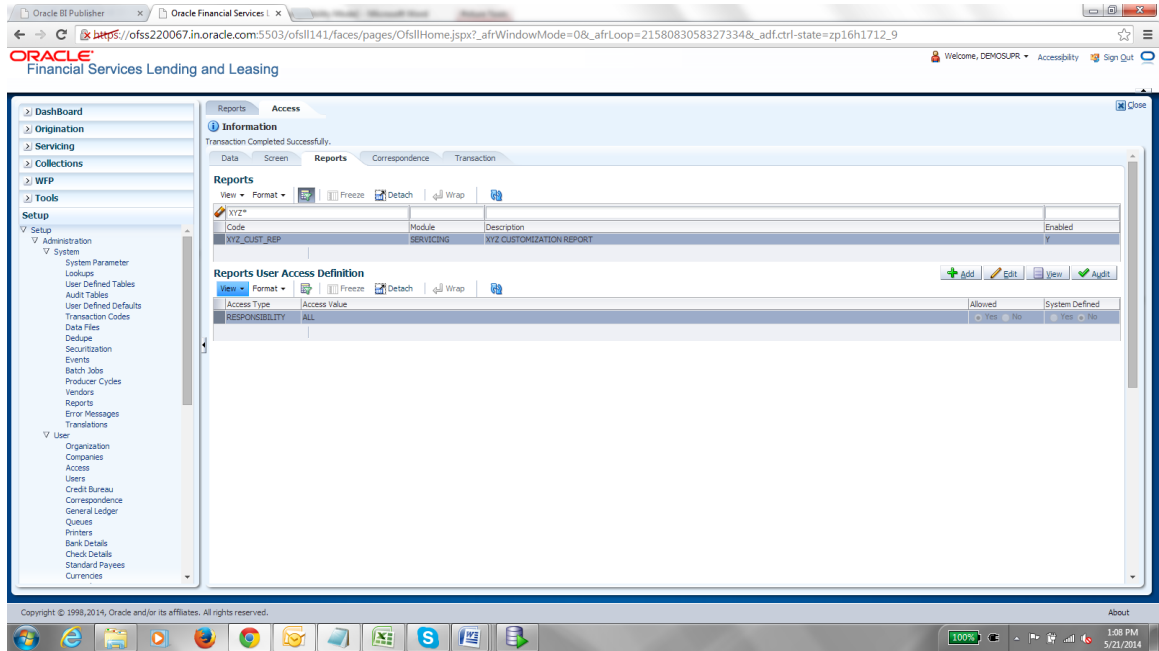 Oracle BI Publisher
Oracle Financial Services L
https://ofss220067.in.oracle.com:5503/ofsll141/faces/pages/OfsllHome.jspx?_afrWindowMode=0&_afrLoop=2158083058327334&_adf.ctrl-state=zp16h1712_9
ORACLE
Financial Services Lending and Leasing
Welcome, DEMOSUPR
Accessibility
Sign Out
DashBoard
Origination
Servicing
Collections
WFP
Tools
Setup
Setup
Administration
System
System Parameter
Lookups
User Defined Tables
Audit Tables
User Defined Defaults
Transaction Codes
Data Files
Dedupe
Securitization
Events
Batch Jobs
Producer Cycles
Vendors
Reports
Error Messages
Translations
User
Organization
Companies
Access
Users
Credit Bureau
Correspondence
General Ledger
Queues
Printers
Bank Details
Check Details
Standard Payees
Currencies
Reports Access
Close
Information
Transaction Completed Successfully.
Data Screen Reports Correspondence Transaction
Reports
View Format Freeze Detach Wrap
XYZ*
Code Module Description Enabled
XYZ_CUST_REP SERVICING XYZ CUSTOMIZATION REPORT Y
Reports User Access Definition
Add Edit View Audit
View Format Freeze Detach Wrap
Access Type Access Value Allowed System Defined
RESPONSIBILITY ALL Yes No Yes No
Copyright © 1998,2014, Oracle and/or its affiliates. All rights reserved.
About
100%
1:08 PM
5/21/2014